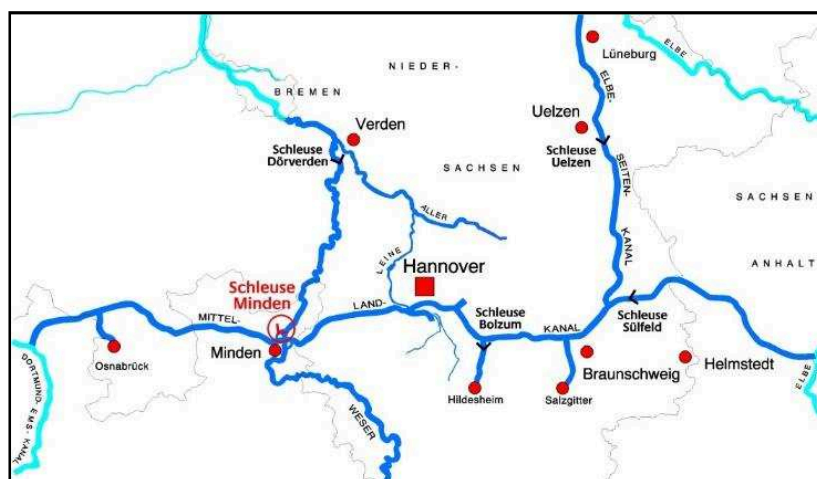 Lüneburg
ELBE
NIEDER-
BREMEN
ELBE-
Verden
Uelzen
Schleuse
Dörverden
Schleuse
Uelzen
SACHSEN
SEITEN-
SACHSEN
ALLER
KANAL
LEINE
Hannover
ANHALT
Schleuse
Minden
MITTEL-
LAND-
Schleuse
Bolzum
KANAL
Schleuse
Sülfeld
Minden
Osnabrück
Braunschweig
Helmstedt
ELBE
DORTMUND-EMS-KANAL
WESER
Hildesheim
Salzgitter